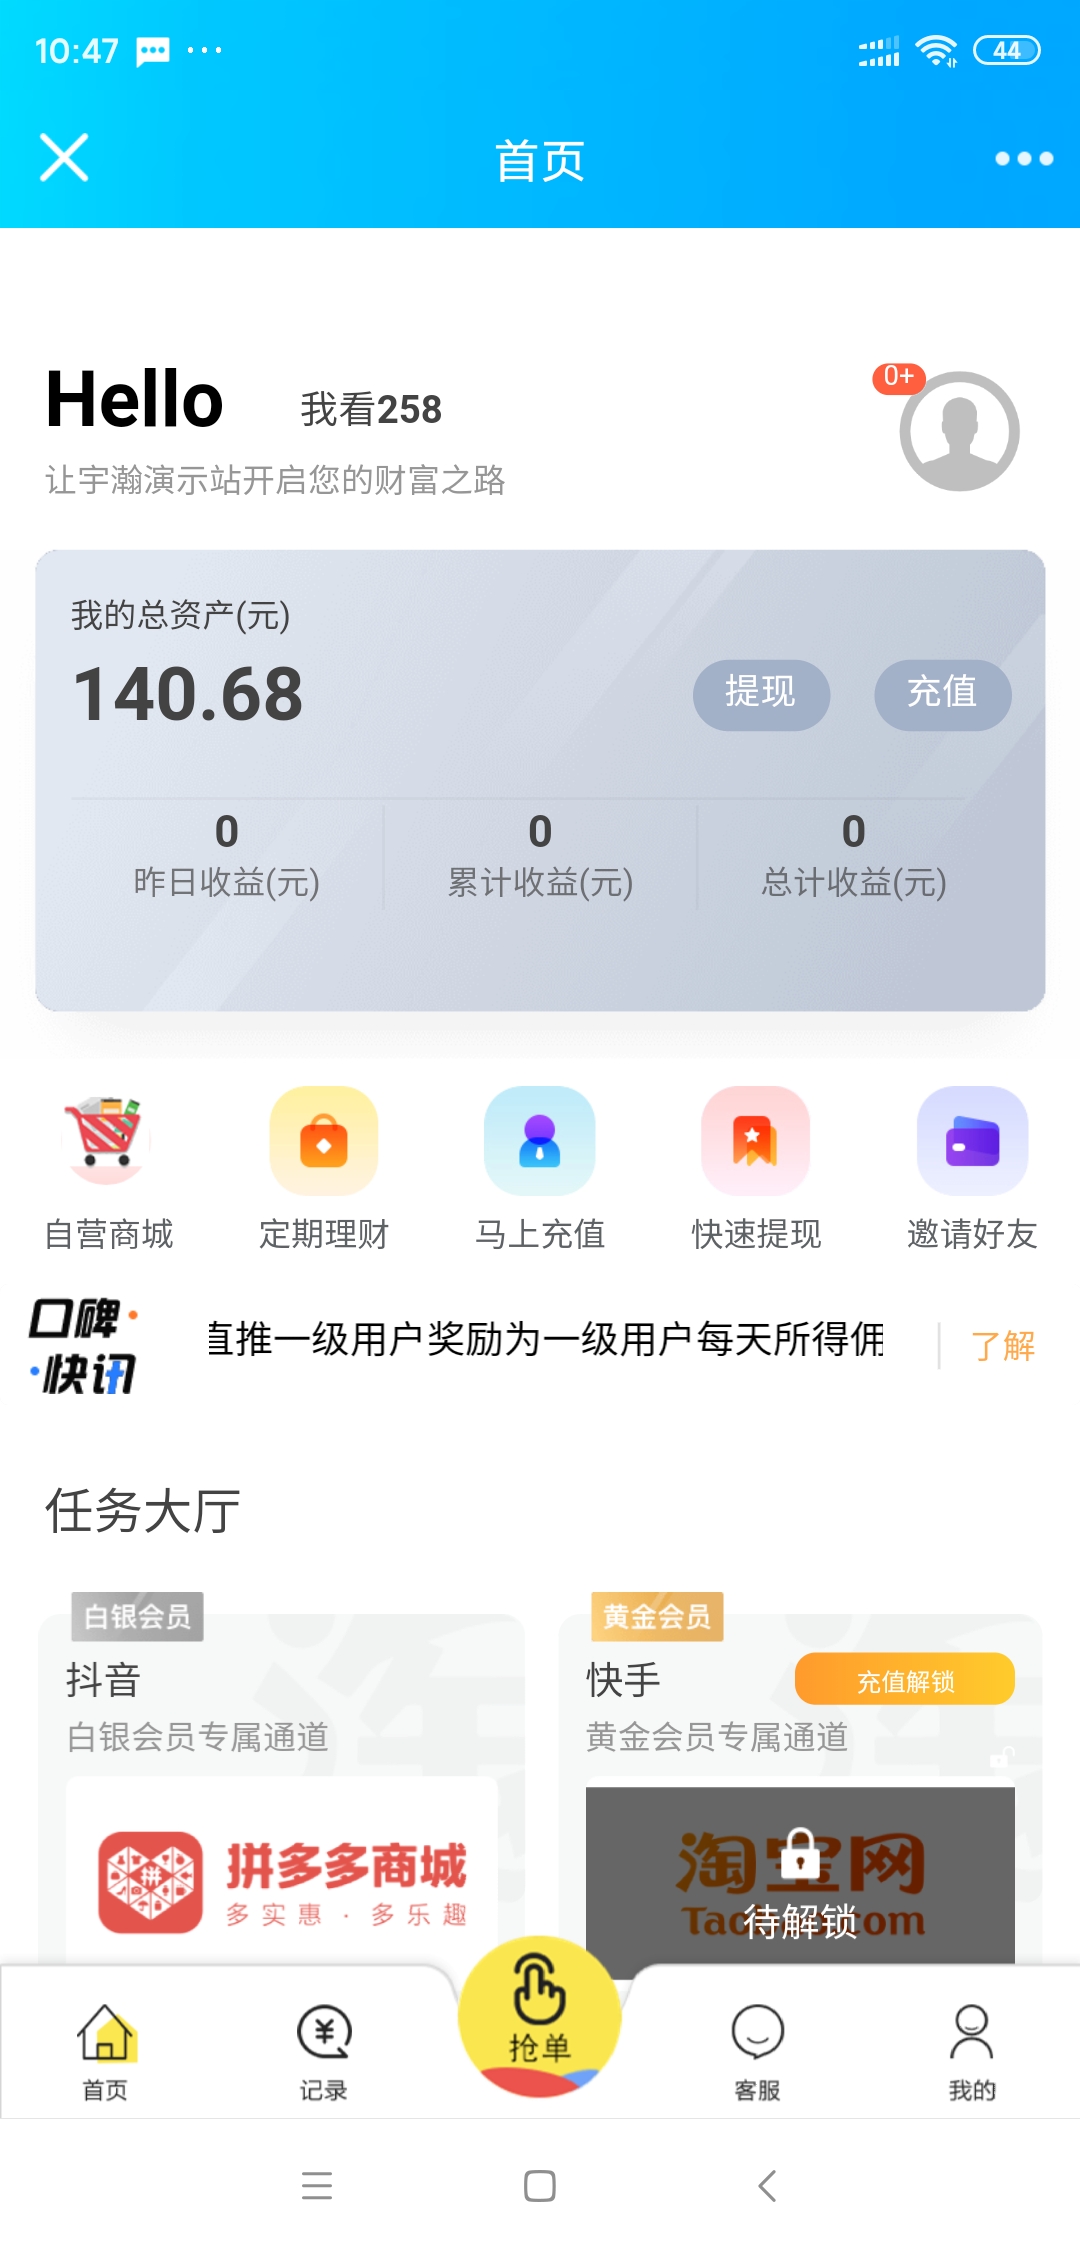 10:47
44
首页
Hello 我看258
0+
让宇瀚演示站开启您的财富之路
我的总资产(元)
140.68
提现 充值
0 0 0
昨日收益(元) 累计收益(元) 总计收益(元)
自营商城 定期理财 马上充值 快速提现 邀请好友
口碑
快讯
直推一级用户奖励为一级用户每天所得佣
了解
任务大厅
白银会员 黄金会员
抖音 快手 充值解锁
白银会员专属通道 黄金会员专属通道
拼
拼多多商城
多实惠·多乐趣
淘宝网
待解锁
抢单
首页 记录 客服 我的